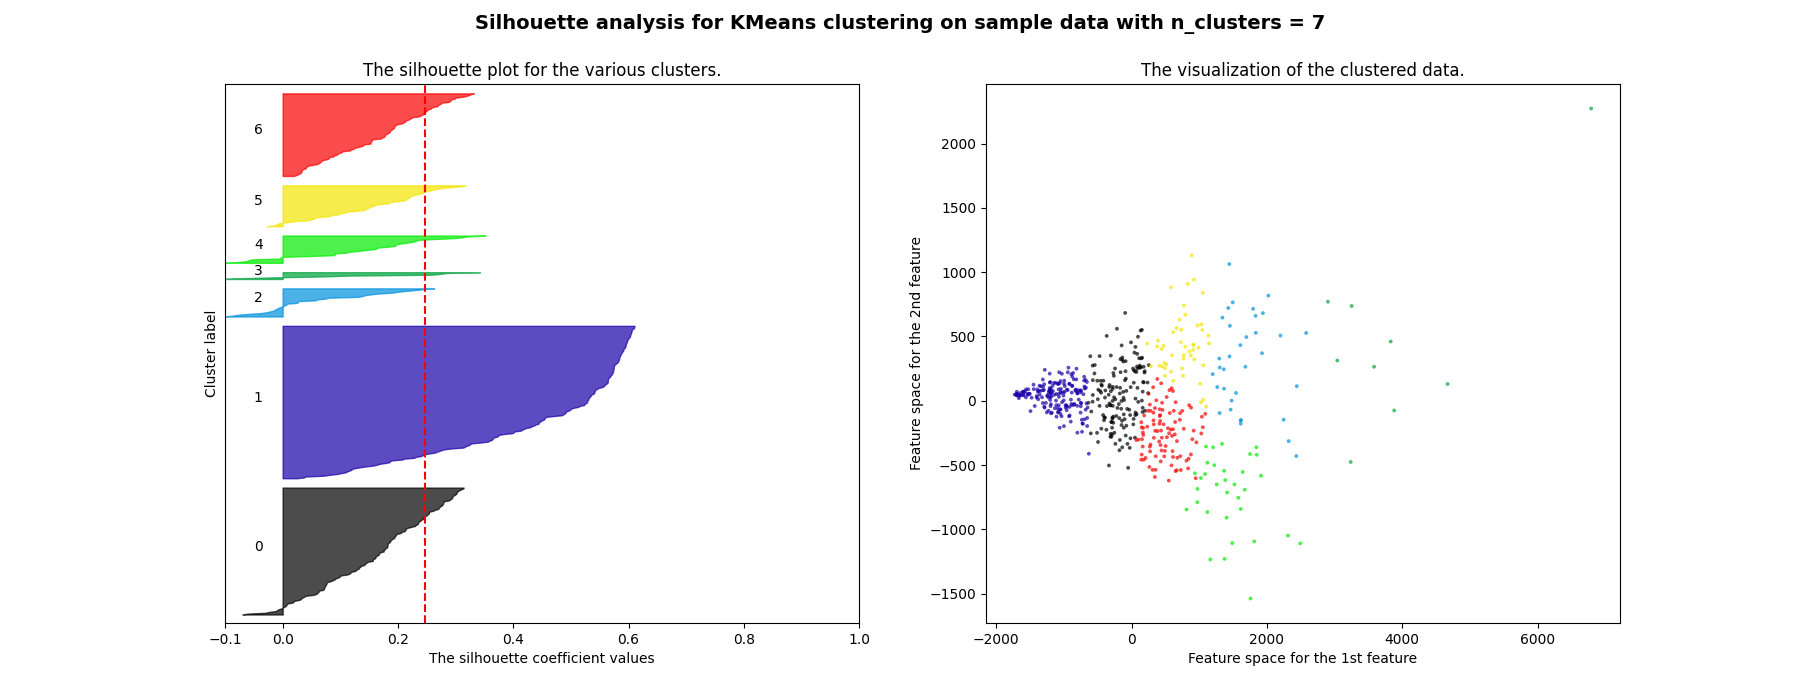 Silhouette analysis for KMeans clustering on sample data with n_clusters = 7
The silhouette plot for the various clusters.
6
5
4
3
2
1
0
Cluster label
−0.1 0.0 0.2 0.4 0.6 0.8 1.0
The silhouette coefficient values
The visualization of the clustered data.
2000
1500
1000
500
0
−500
−1000
−1500
Feature space for the 2nd feature
−2000 0 2000 4000 6000
Feature space for the 1st feature